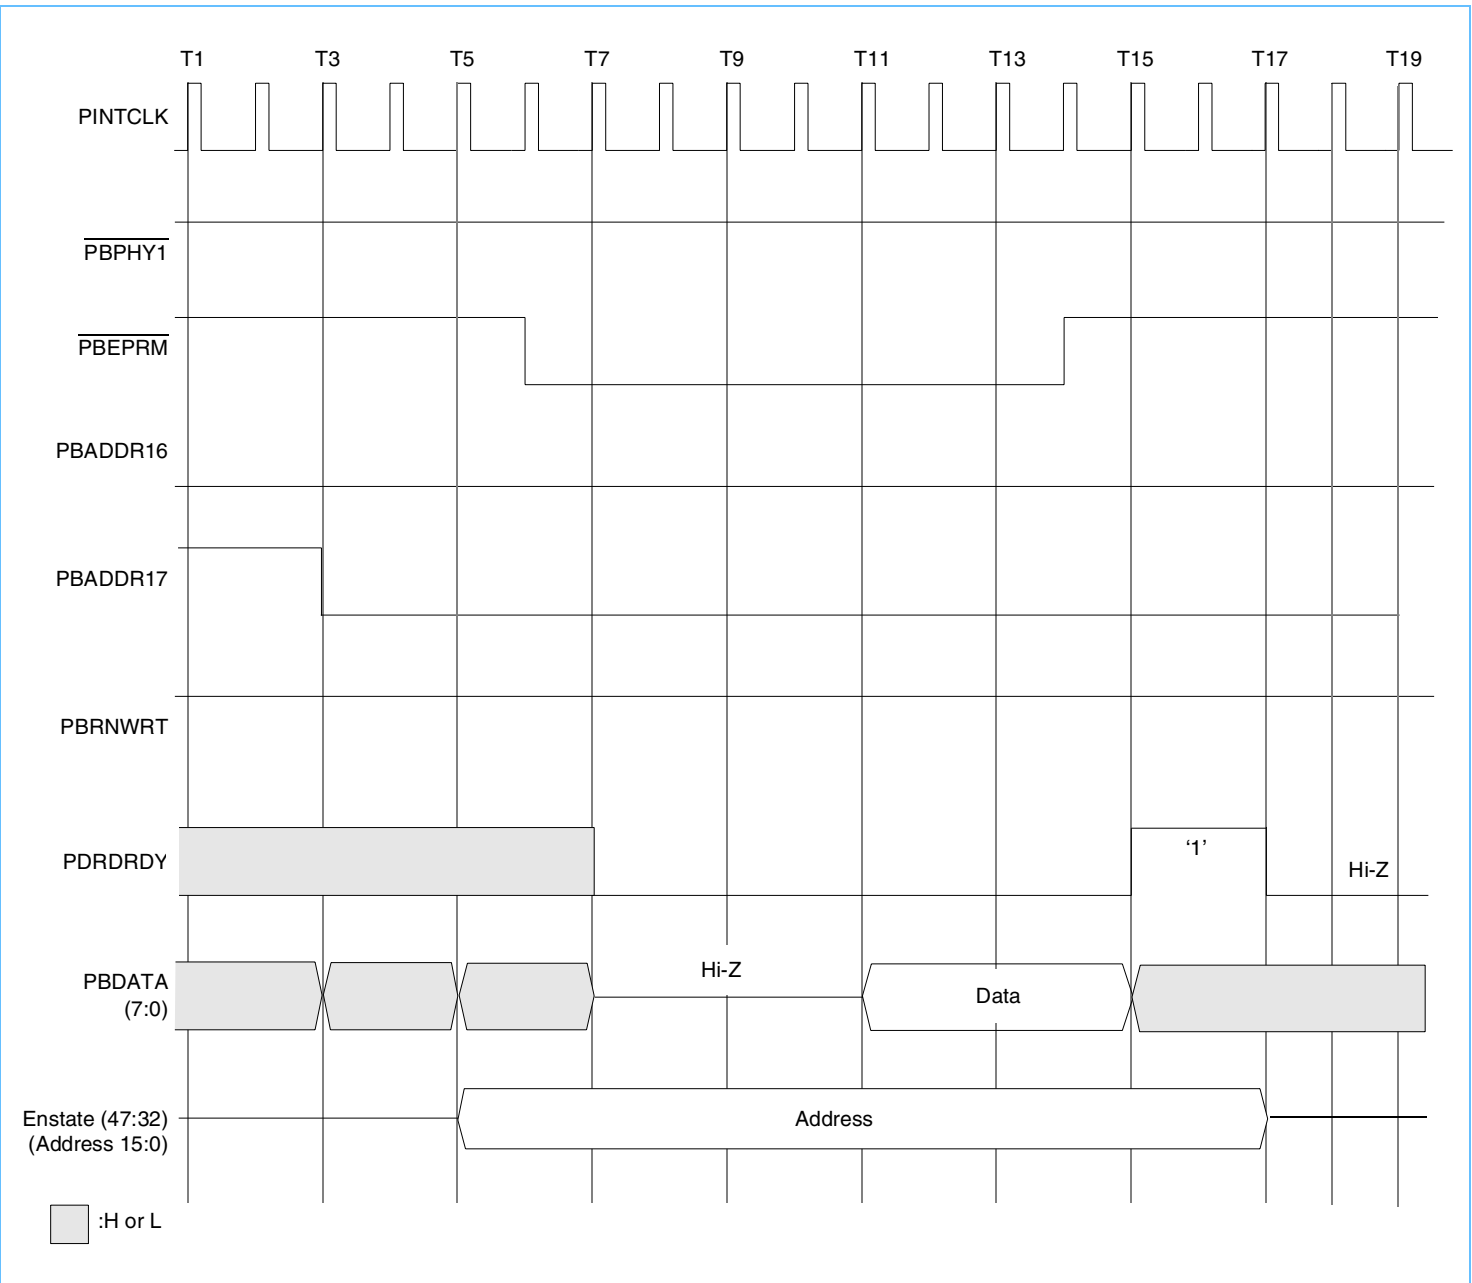 T1 T3 T5 T7 T9 T11 T13 T15 T17 T19
PINTCLK
PBPHY1
PBEPRM
PBADDR16
PBADDR17
PBRNWRT
PDRDRDY
‘1’
Hi-Z
PBDATA
(7:0)
Hi-Z
Data
Enstate (47:32)
(Address 15:0)
Address
:H or L